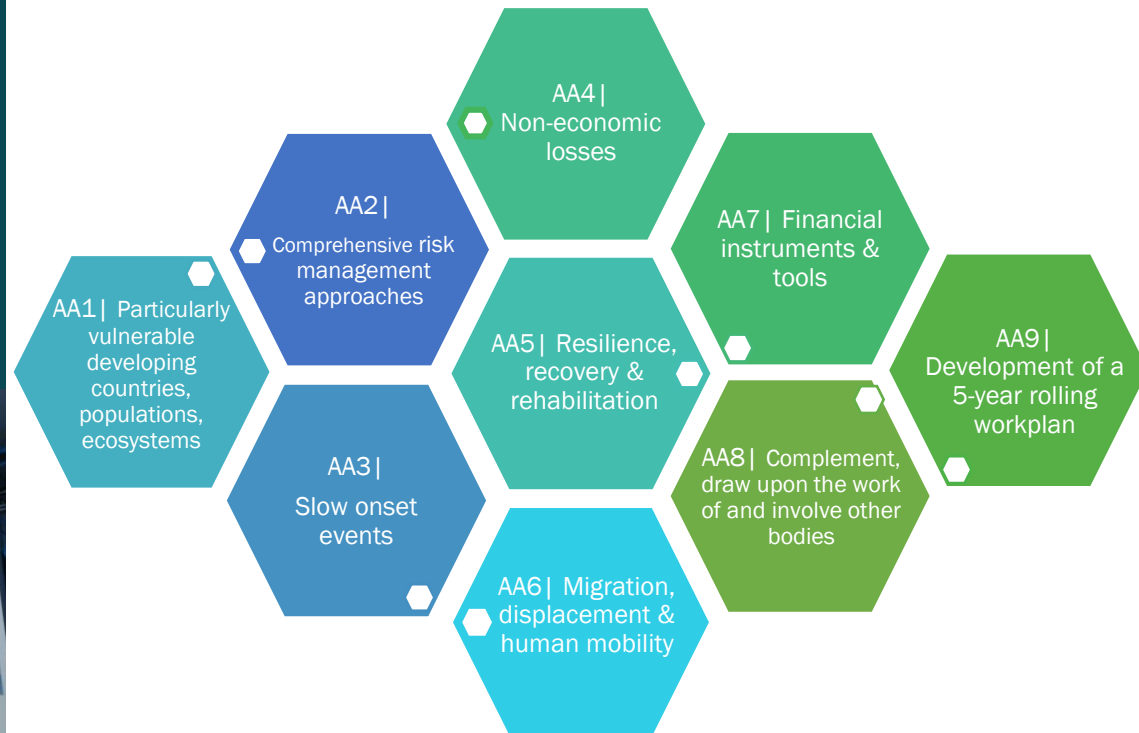 AA1| Particularly
vulnerable
developing
countries,
populations,
ecosystems
AA2|
Comprehensive risk
management
approaches
AA3|
Slow onset
events
AA4|
Non-economic
losses
AA5| Resilience,
recovery &
rehabilitation
AA6| Migration,
displacement &
human mobility
AA7| Financial
instruments &
tools
AA8| Complement,
draw upon the work
of and involve other
bodies
AA9|
Development of a
5-year rolling
workplan